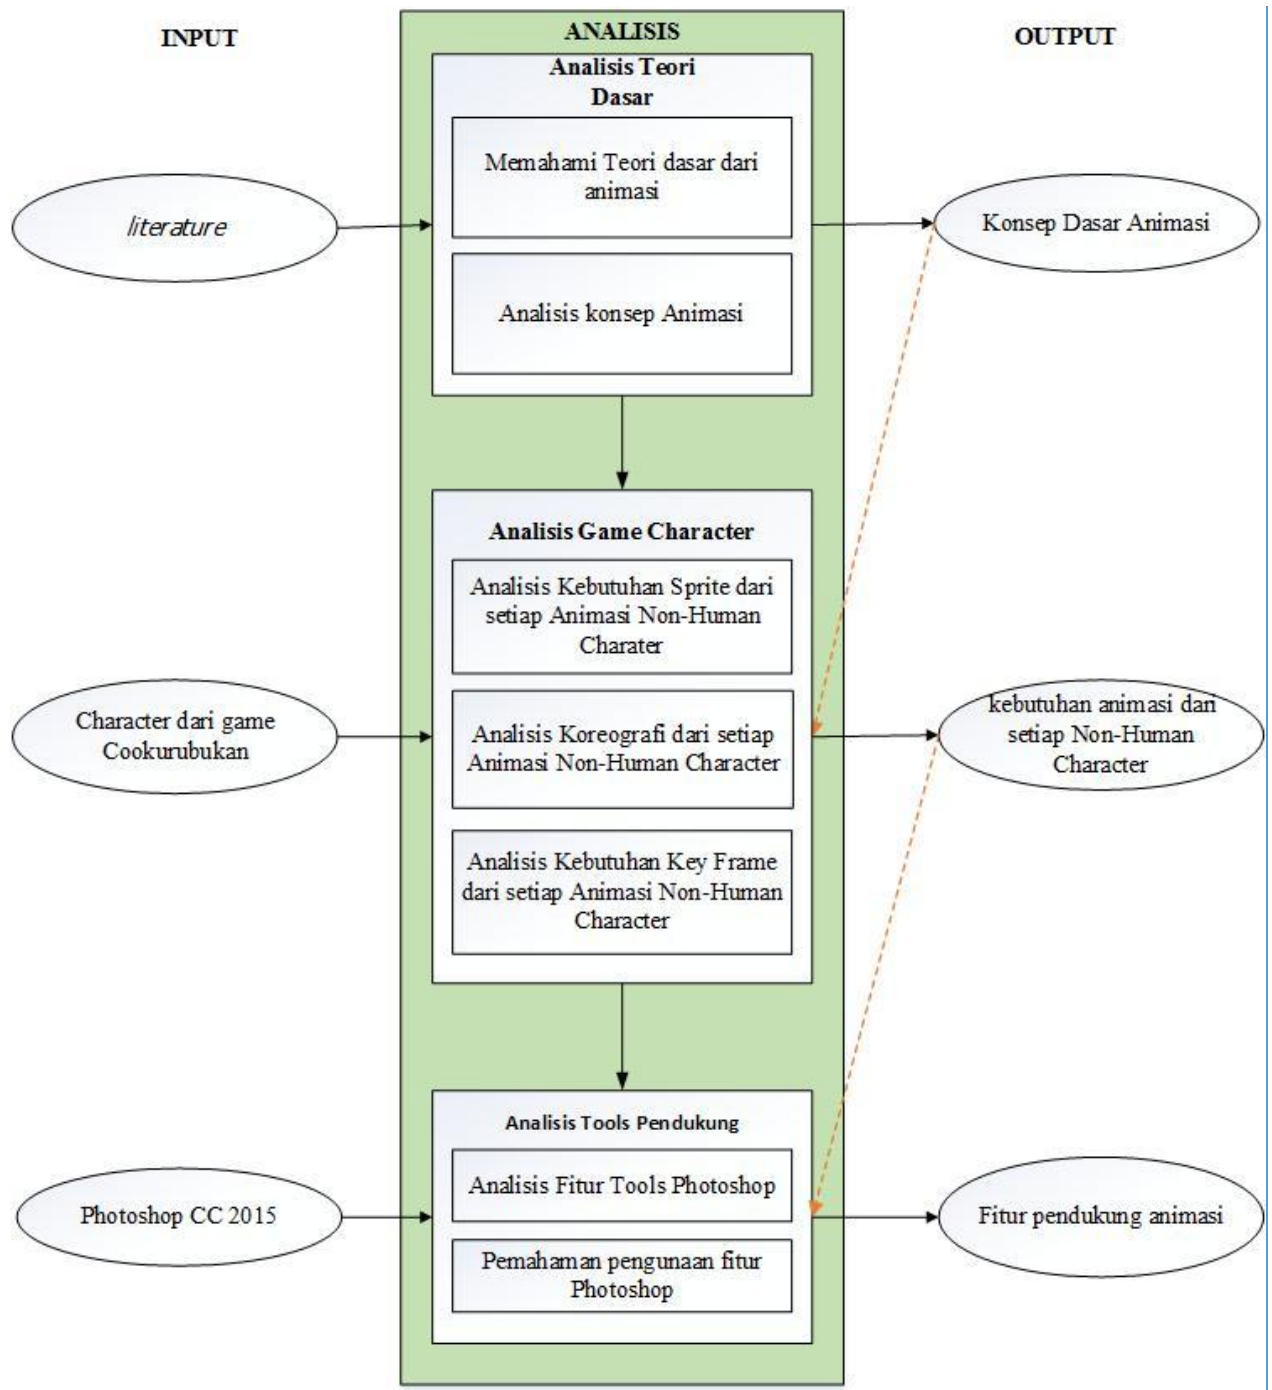 INPUT
ANALISIS
OUTPUT
Analisis Teori
Dasar
Memahami Teori dasar dari
animasi
literature
Konsep Dasar Animasi
Analisis konsep Animasi
Analisis Game Character
Analisis Kebutuhan Sprite dari
setiap Animasi Non-Human
Charater
Character dari game
Cookurubukan
Analisis Koreografi dari setiap
Animasi Non-Human Character
kebutuhan animasi dari
setiap Non-Human
Character
Analisis Kebutuhan Key Frame
dari setiap Animasi Non-Human
Character
Analisis Tools Pendukung
Photoshop CC 2015
Analisis Fitur Tools Photoshop
Fitur pendukung animasi
Pemahaman pengunaan fitur
Photoshop